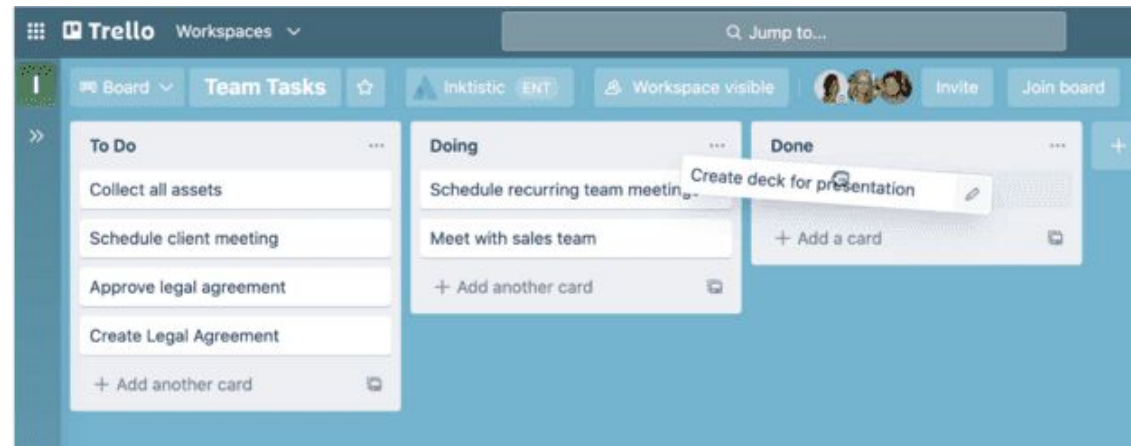 Trello Workspaces Jump to...
I Board Team Tasks Inktistic ENT Workspace visible Invite Join board
To Do
Collect all assets
Schedule client meeting
Approve legal agreement
Create Legal Agreement
+ Add another card
Doing
Schedule recurring team meeting
Meet with sales team
+ Add another card
Done
Create deck for presentation
+ Add a card